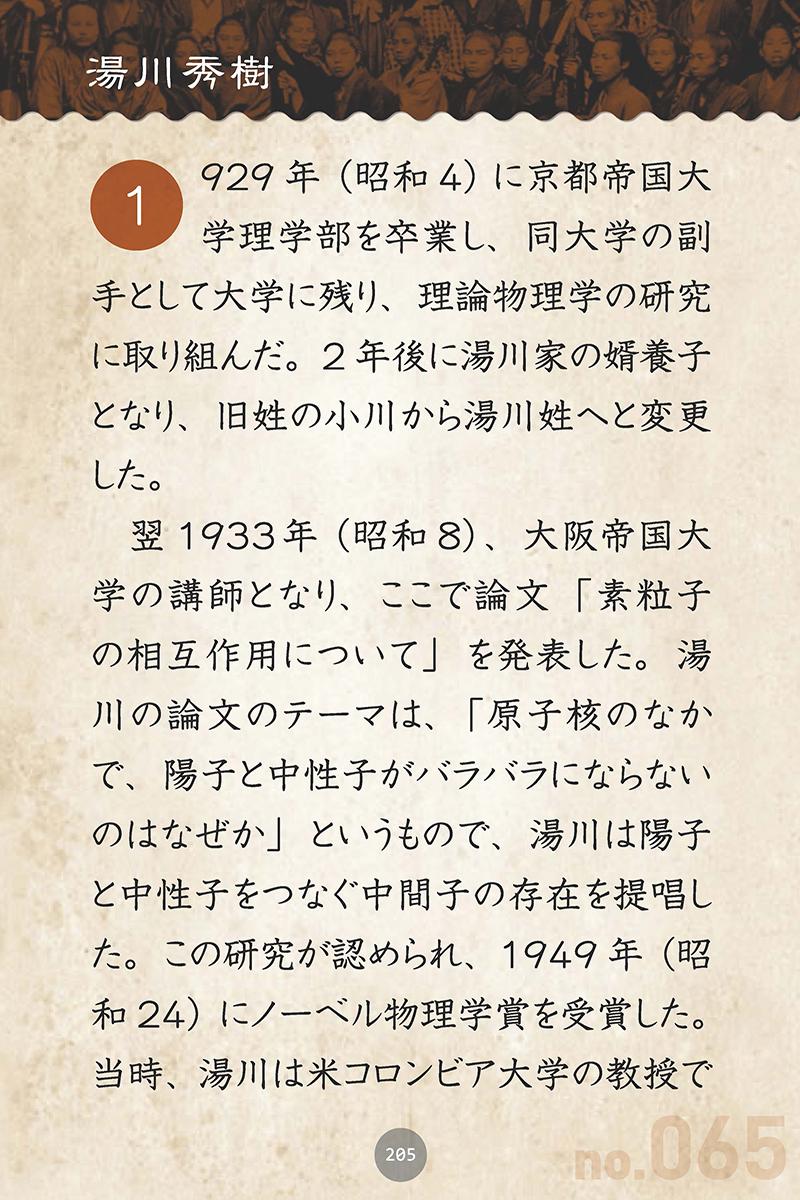 湯川秀樹
1929年（昭和4）に京都帝国大
学理学部を卒業し、同大学の副
手として大学に残り、理論物理学の研究
に取り組んだ。2年後に湯川家の婿養子
となり、旧姓の小川から湯川姓へと変更
した。
翌1933年（昭和8）、大阪帝国大
学の講師となり、ここで論文「素粒子
の相互作用について」を発表した。湯
川の論文のテーマは、「原子核のなか
で、陽子と中性子がバラバラにならない
のはなぜか」というもので、湯川は陽子
と中性子をつなぐ中間子の存在を提唱し
た。この研究が認められ、1949年（昭
和24）にノーベル物理学賞を受賞した。
当時、湯川は米コロンビア大学の教授で
205
no.065